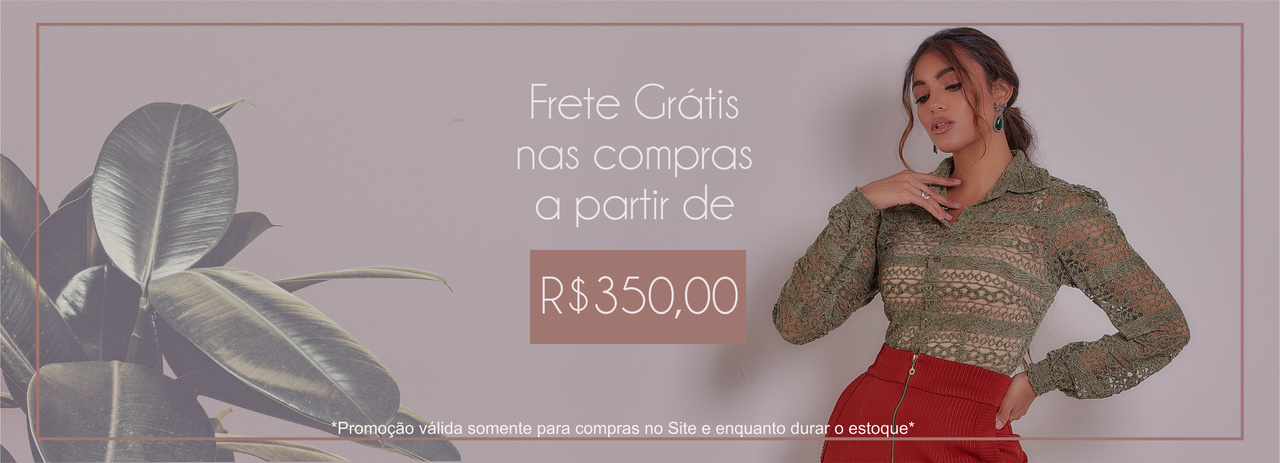 Frete Grátis
nas compras
a partir de
R$350,00
*Promoção válida somente para compras no Site e enquanto durar o estoque*